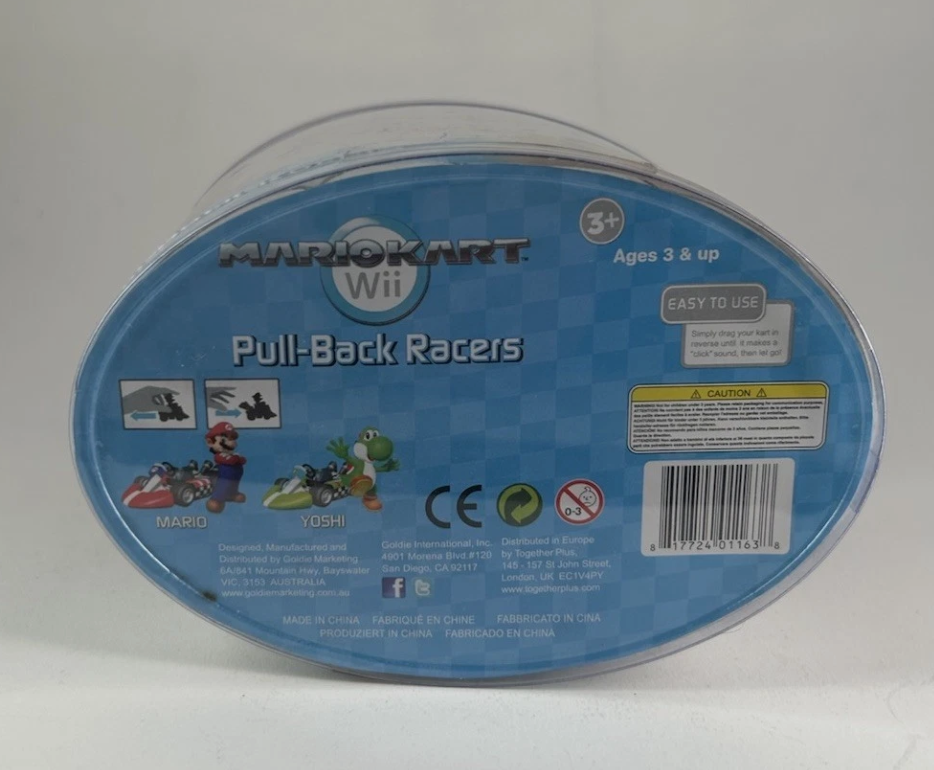 MARIOKART
Wii
3+
Ages 3 & up
EASY TO USE
Simply drag your kart in
reverse until it makes a
"click" sound, then let go!
Pull-Back Racers
CAUTION
MARIO
YOSHI
CE
0-3
8 17724 01163 8
Designed, Manufactured and
Distributed by Goldie Marketing
6A/841 Mountain Hwy, Bayswater
VIC, 3153 AUSTRALIA
www.goldiemarketing.com.au
Goldie International, Inc.
4901 Morena Blvd.#120
San Diego, CA 92117
f t
Distributed in Europe
by Together Plus,
145 - 157 St John Street,
London, UK EC1V4PY
www.togetherplus.com
MADE IN CHINA FABRIQUÉ EN CHINE FABBRICATO IN CINA
PRODUZIERT IN CHINA FABRICADO EN CHINA